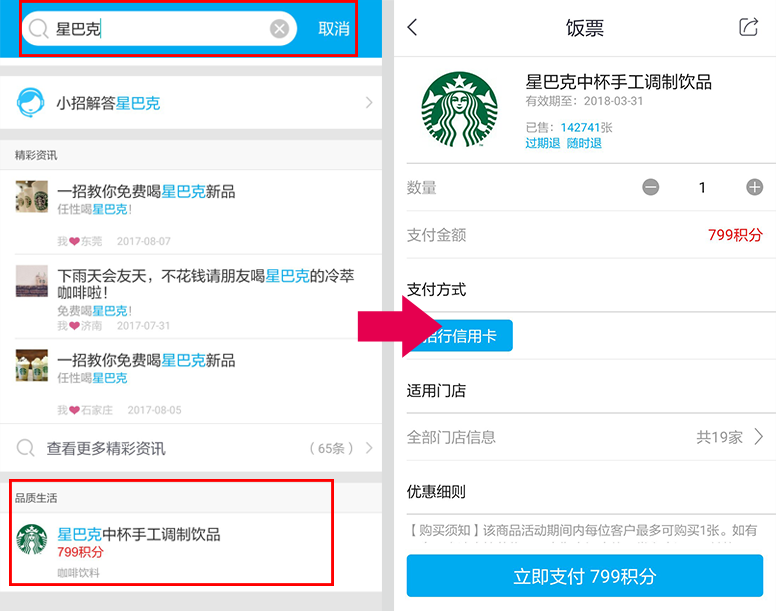 星巴克
取消
小招解答星巴克
精彩资讯
一招教你免费喝星巴克新品
任性喝星巴克!
我❤东莞 2017-08-07
下雨天会友天，不花钱请朋友喝星巴克的冷萃
咖啡啦!
免费喝星巴克!
我❤济南 2017-07-31
一招教你免费喝星巴克新品
任性喝星巴克
我❤石家庄 2017-08-05
查看更多精彩资讯
（65条）
品质生活
星巴克中杯手工调制饮品
799积分
咖啡饮料
饭票
星巴克中杯手工调制饮品
有效期至：2018-03-31
已售：142741张
过期退 随时退
数量
1
支付金额
799积分
支付方式
招行信用卡
适用门店
全部门店信息
共19家
优惠细则
【购买须知】该商品活动期间内每位客户最多可购买1张。如有
立即支付 799积分